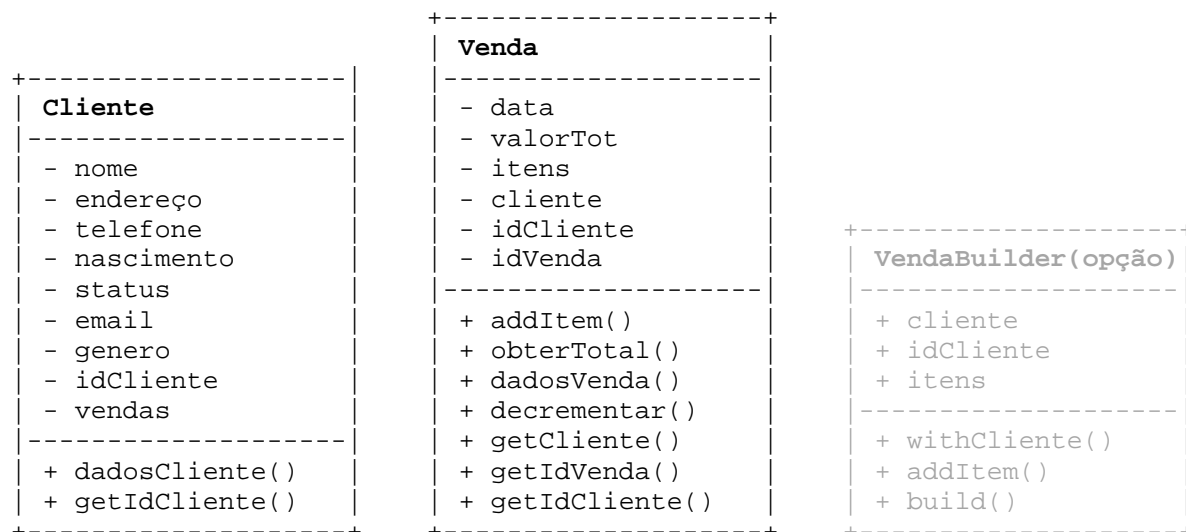 Cliente
- nome
- endereço
- telefone
- nascimento
- status
- email
- genero
- idCliente
- vendas
+ dadosCliente()
+ getIdCliente()
Venda
- data
- valorTot
- itens
- cliente
- idCliente
- idVenda
+ addItem()
+ obterTotal()
+ dadosVenda()
+ decrementar()
+ getCliente()
+ getIdVenda()
+ getIdCliente()
VendaBuilder(opção)
+ cliente
+ idCliente
+ itens
+ withCliente()
+ addItem()
+ build()